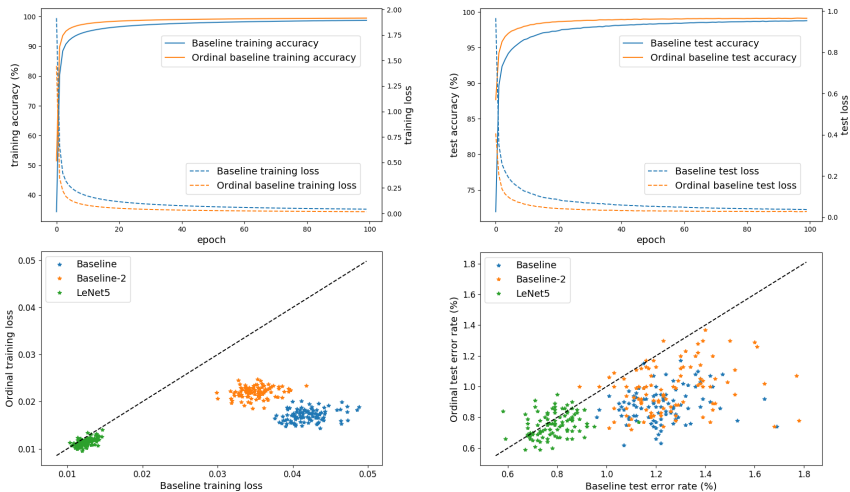 100
90
80
70
60
50
40
training accuracy (%)
2.00
1.75
1.50
1.25
1.00
0.75
0.50
0.25
0.00
training loss
Baseline training accuracy
Ordinal baseline training accuracy
Baseline training loss
Ordinal baseline training loss
0 20 40 60 80 100
epoch
100
95
90
85
80
75
test accuracy (%)
1.0
0.8
0.6
0.4
0.2
0.0
test loss
Baseline test accuracy
Ordinal baseline test accuracy
Baseline test loss
Ordinal baseline test loss
0 20 40 60 80 100
epoch
0.05
0.04
0.03
0.02
0.01
Ordinal training loss
Baseline
Baseline-2
LeNet5
0.01 0.02 0.03 0.04 0.05
Baseline training loss
1.8
1.6
1.4
1.2
1.0
0.8
0.6
Ordinal test error rate (%)
Baseline
Baseline-2
LeNet5
0.6 0.8 1.0 1.2 1.4 1.6 1.8
Baseline test error rate (%)